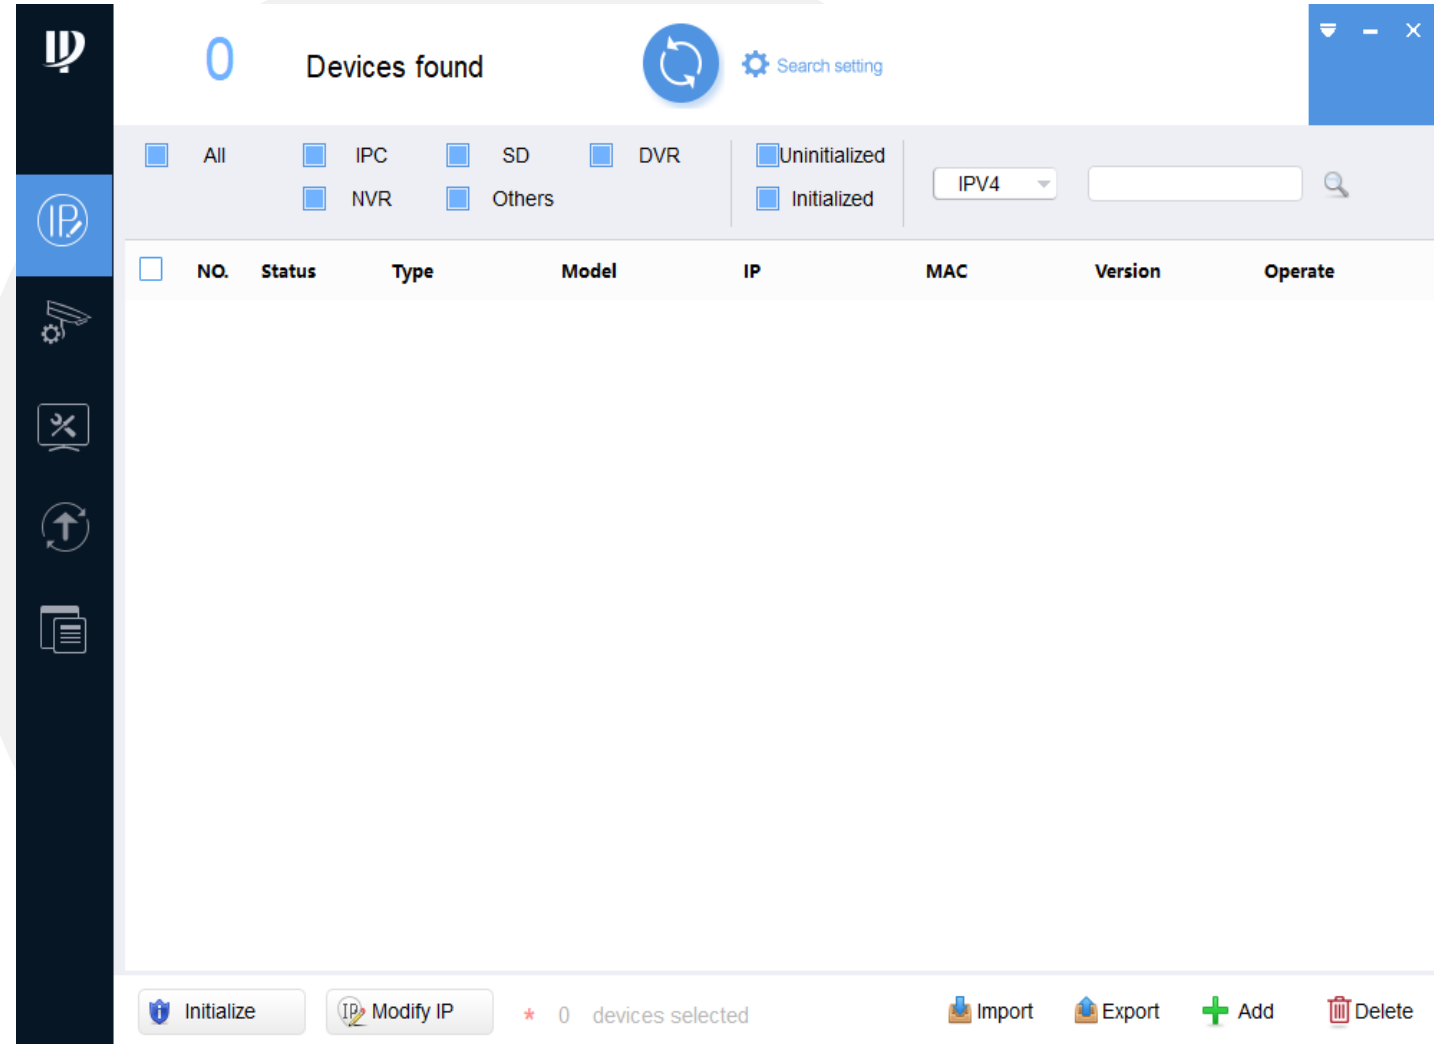 0 Devices found Search setting
All IPC SD DVR Uninitialized
NVR Others Initialized IPV4
NO. Status Type Model IP MAC Version Operate
Initialize Modify IP * 0 devices selected Import Export Add Delete